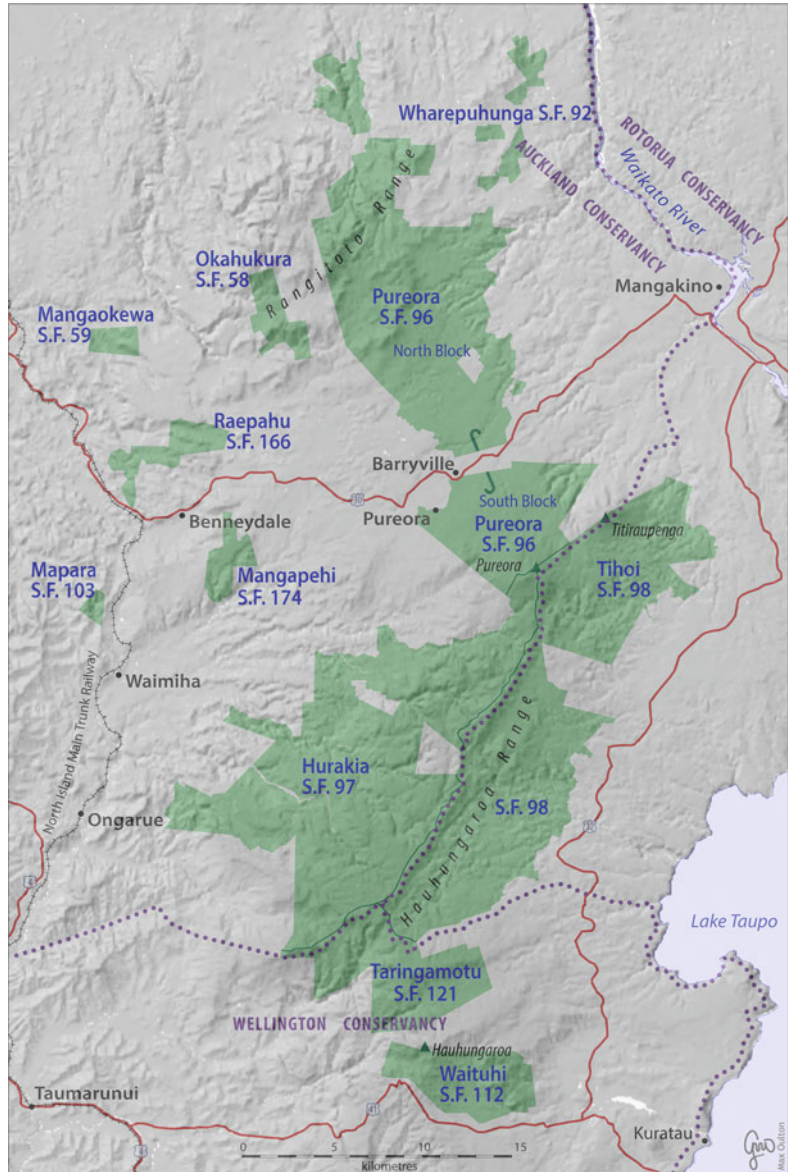 Wharepuhunga S.F. 92
ROTORUA CONSERVANCY
AUCKLAND CONSERVANCY
Waikato River
Rangitoto Range
Okahukura
S.F. 58
Mangakino
Pureora
S.F. 96
North Block
Mangaokewa
S.F. 59
Raepahu
S.F. 166
Barryville
30
South Block
Pureora
Pureora
S.F. 96
Benneydale
Titiraupenga
Pureora
Tihoi
S.F. 98
Mapara
S.F. 103
Mangapehi
S.F. 174
Waimiha
North Island Main Trunk Railway
Hurakia
S.F. 97
Hauhungaroa Range
S.F. 98
Ongarue
32
4
Lake Taupo
Taringamotu
S.F. 121
WELLINGTON CONSERVANCY
Hauhungaroa
Waituhi
S.F. 112
Taumarunui
41
Kuratau
0 5 10 15
kilometres
Max Oulton